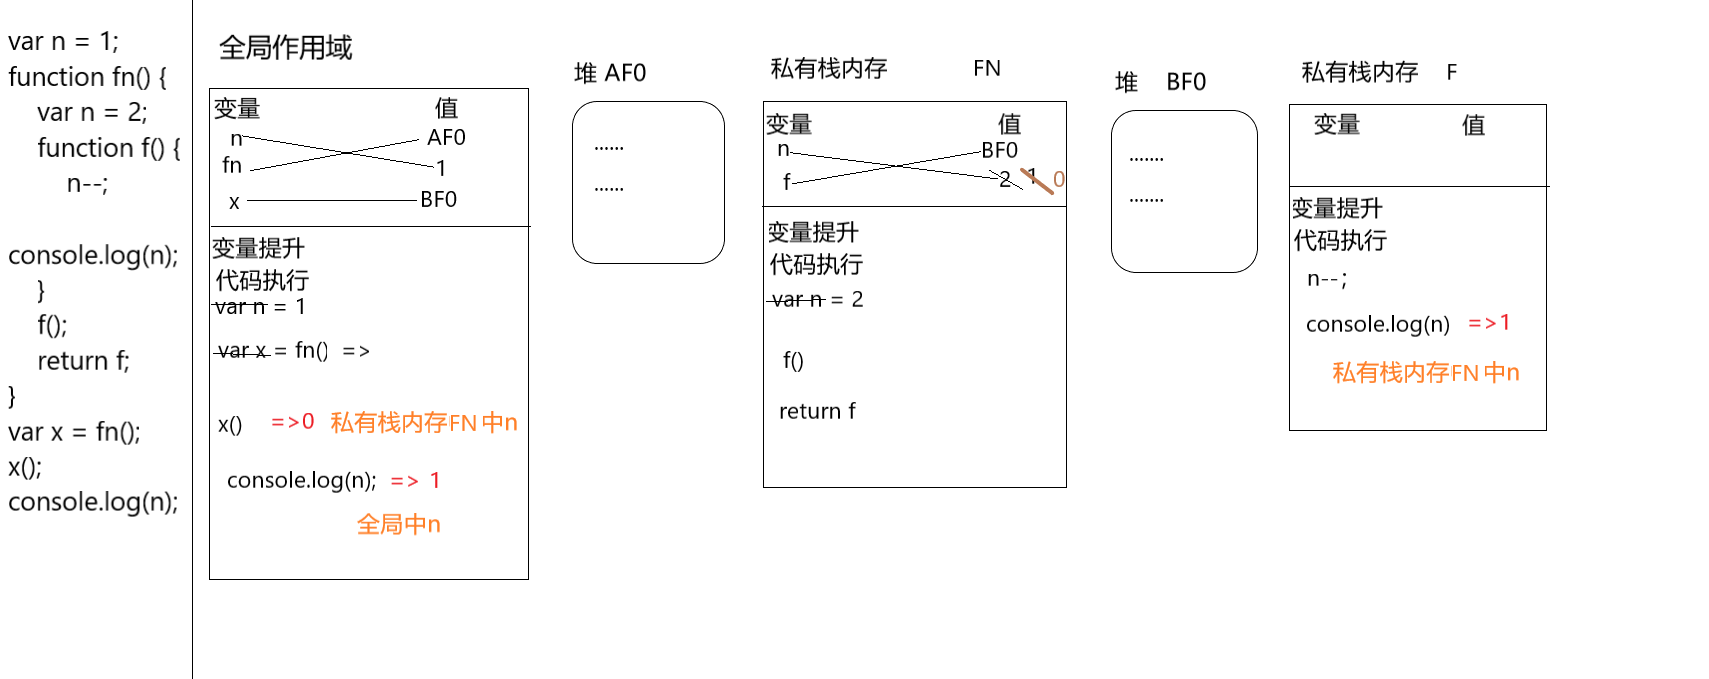 var n = 1;
function fn() {
var n = 2;
function f() {
n--;
console.log(n);
}
f();
return f;
}
var x = fn();
x();
console.log(n);
全局作用域
变量 值
n AF0
fn 1
x BF0
变量提升
代码执行
var n = 1
var x = fn() =>
x() =>0 私有栈内存FN中n
console.log(n); => 1
全局中n
堆 AF0
......
......
私有栈内存 FN
变量 值
n BF0
f 2 1 0
变量提升
代码执行
var n = 2
f()
return f
堆 BF0
.......
.......
私有栈内存 F
变量 值
变量提升
代码执行
n--;
console.log(n) =>1
私有栈内存FN中n